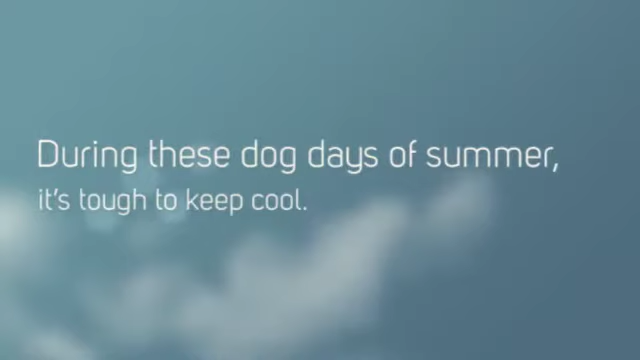 During these dog days of summer,
it's tough to keep cool.